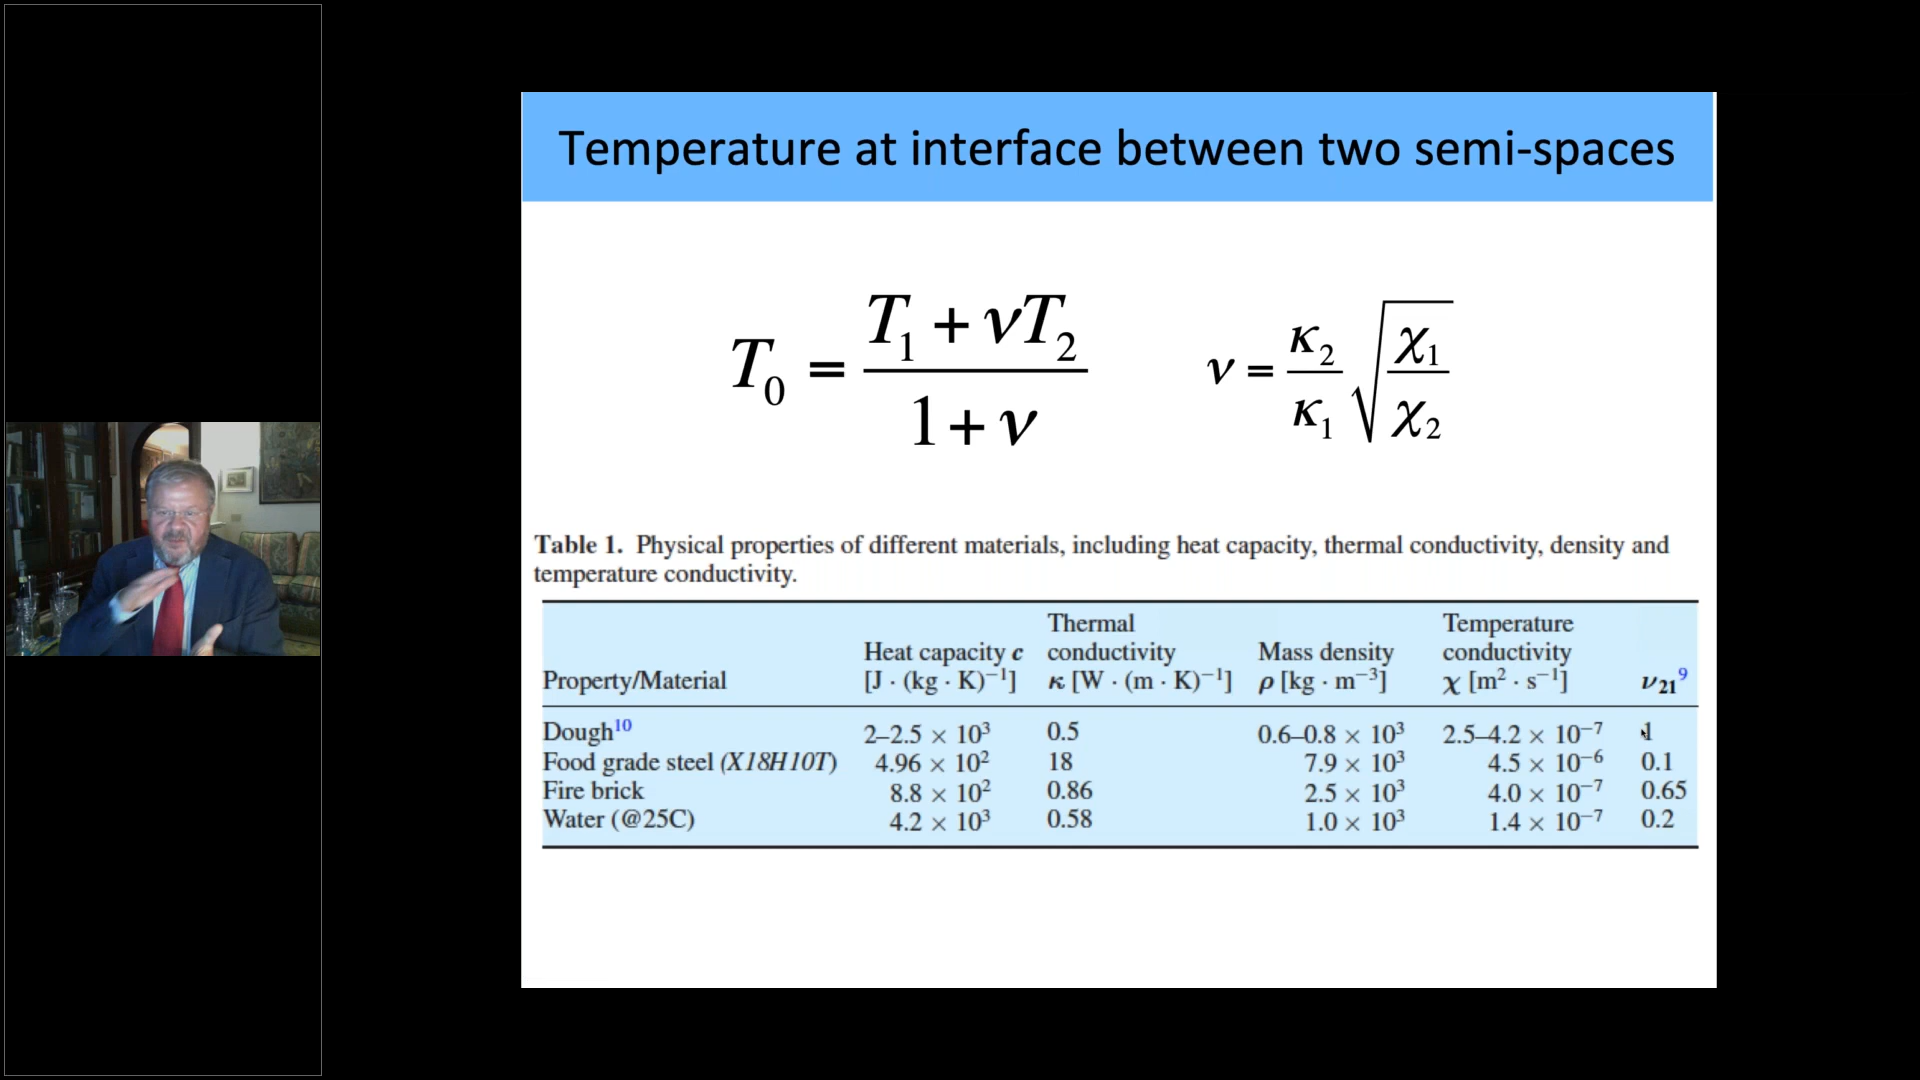 Temperature at interface between two semi-spaces
T₀ = (T₁ + νT₂) / (1 + ν)
ν = (κ₂ / κ₁) √(χ₁ / χ₂)
Table 1. Physical properties of different materials, including heat capacity, thermal conductivity, density and
temperature conductivity.
Property/Material | Heat capacity c [J · (kg · K)⁻¹] | Thermal conductivity κ [W · (m · K)⁻¹] | Mass density ρ [kg · m⁻³] | Temperature conductivity χ [m² · s⁻¹] | ν₂₁⁹
Dough¹⁰ | 2–2.5 × 10³ | 0.5 | 0.6–0.8 × 10³ | 2.5–4.2 × 10⁻⁷ | 1
Food grade steel (X18H10T) | 4.96 × 10² | 18 | 7.9 × 10³ | 4.5 × 10⁻⁶ | 0.1
Fire brick | 8.8 × 10² | 0.86 | 2.5 × 10³ | 4.0 × 10⁻⁷ | 0.65
Water (@25C) | 4.2 × 10³ | 0.58 | 1.0 × 10³ | 1.4 × 10⁻⁷ | 0.2